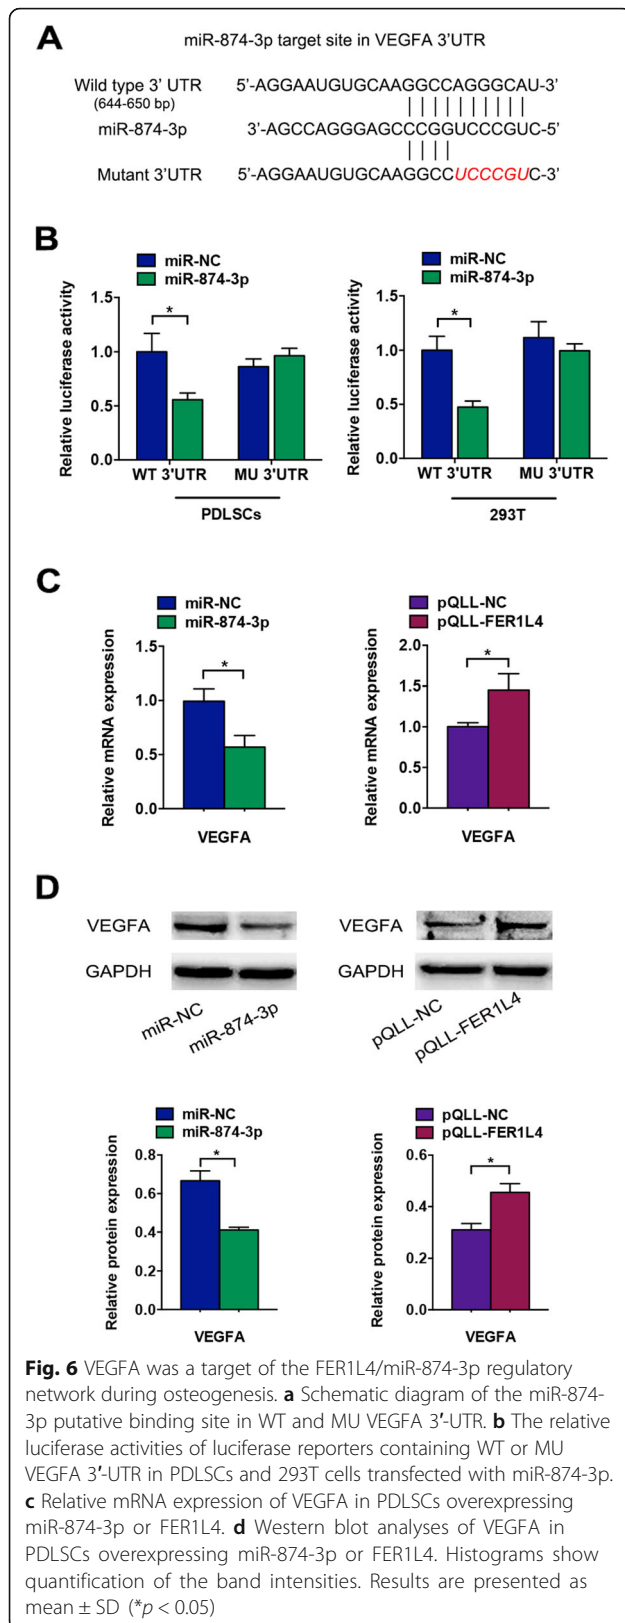 A
miR-874-3p target site in VEGFA 3'UTR
Wild type 3' UTR 5'-AGGAAUGUGCAAGGCCAGGGCAU-3'
(644-650 bp)
miR-874-3p 3'-AGCCAGGGAGCCCGGUCCCGUC-5'
Mutant 3'UTR 5'-AGGAAUGUGCAAGGCCUCCCGUC-3'
B
miR-NC
miR-874-3p
Relative luciferase activity
1.5
1.0
0.5
0.0
*
WT 3'UTR MU 3'UTR
PDLSCs
miR-NC
miR-874-3p
Relative luciferase activity
1.5
1.0
0.5
0.0
*
WT 3'UTR MU 3'UTR
293T
C
miR-NC
miR-874-3p
Relative mRNA expression
1.5
1.0
0.5
0.0
*
VEGFA
pQLL-NC
pQLL-FER1L4
Relative mRNA expression
2.0
1.5
1.0
0.5
0.0
*
VEGFA
D
VEGFA
GAPDH
miR-NC
miR-874-3p
VEGFA
GAPDH
pQLL-NC
pQLL-FER1L4
miR-NC
miR-874-3p
Relative protein expression
0.8
0.6
0.4
0.2
0.0
*
VEGFA
pQLL-NC
pQLL-FER1L4
Relative protein expression
0.6
0.4
0.2
0.0
*
VEGFA
Fig. 6 VEGFA was a target of the FER1L4/miR-874-3p regulatory
network during osteogenesis. a Schematic diagram of the miR-874-
3p putative binding site in WT and MU VEGFA 3′-UTR. b The relative
luciferase activities of luciferase reporters containing WT or MU
VEGFA 3′-UTR in PDLSCs and 293T cells transfected with miR-874-3p.
c Relative mRNA expression of VEGFA in PDLSCs overexpressing
miR-874-3p or FER1L4. d Western blot analyses of VEGFA in
PDLSCs overexpressing miR-874-3p or FER1L4. Histograms show
quantification of the band intensities. Results are presented as
mean ± SD (*p < 0.05)